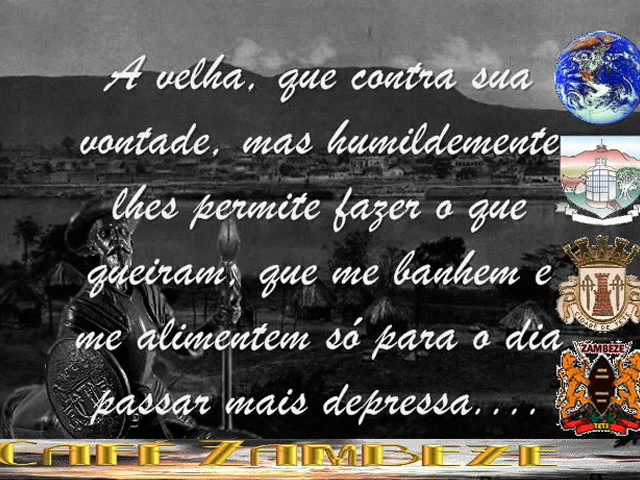 A velha, que contra sua
vontade, mas humildemente
lhes permite fazer o que
queiram, que me banhem e
me alimentem só para o dia
passar mais depressa....
ZAMBEZE
TETE
CAFÉ ZAMBEZE